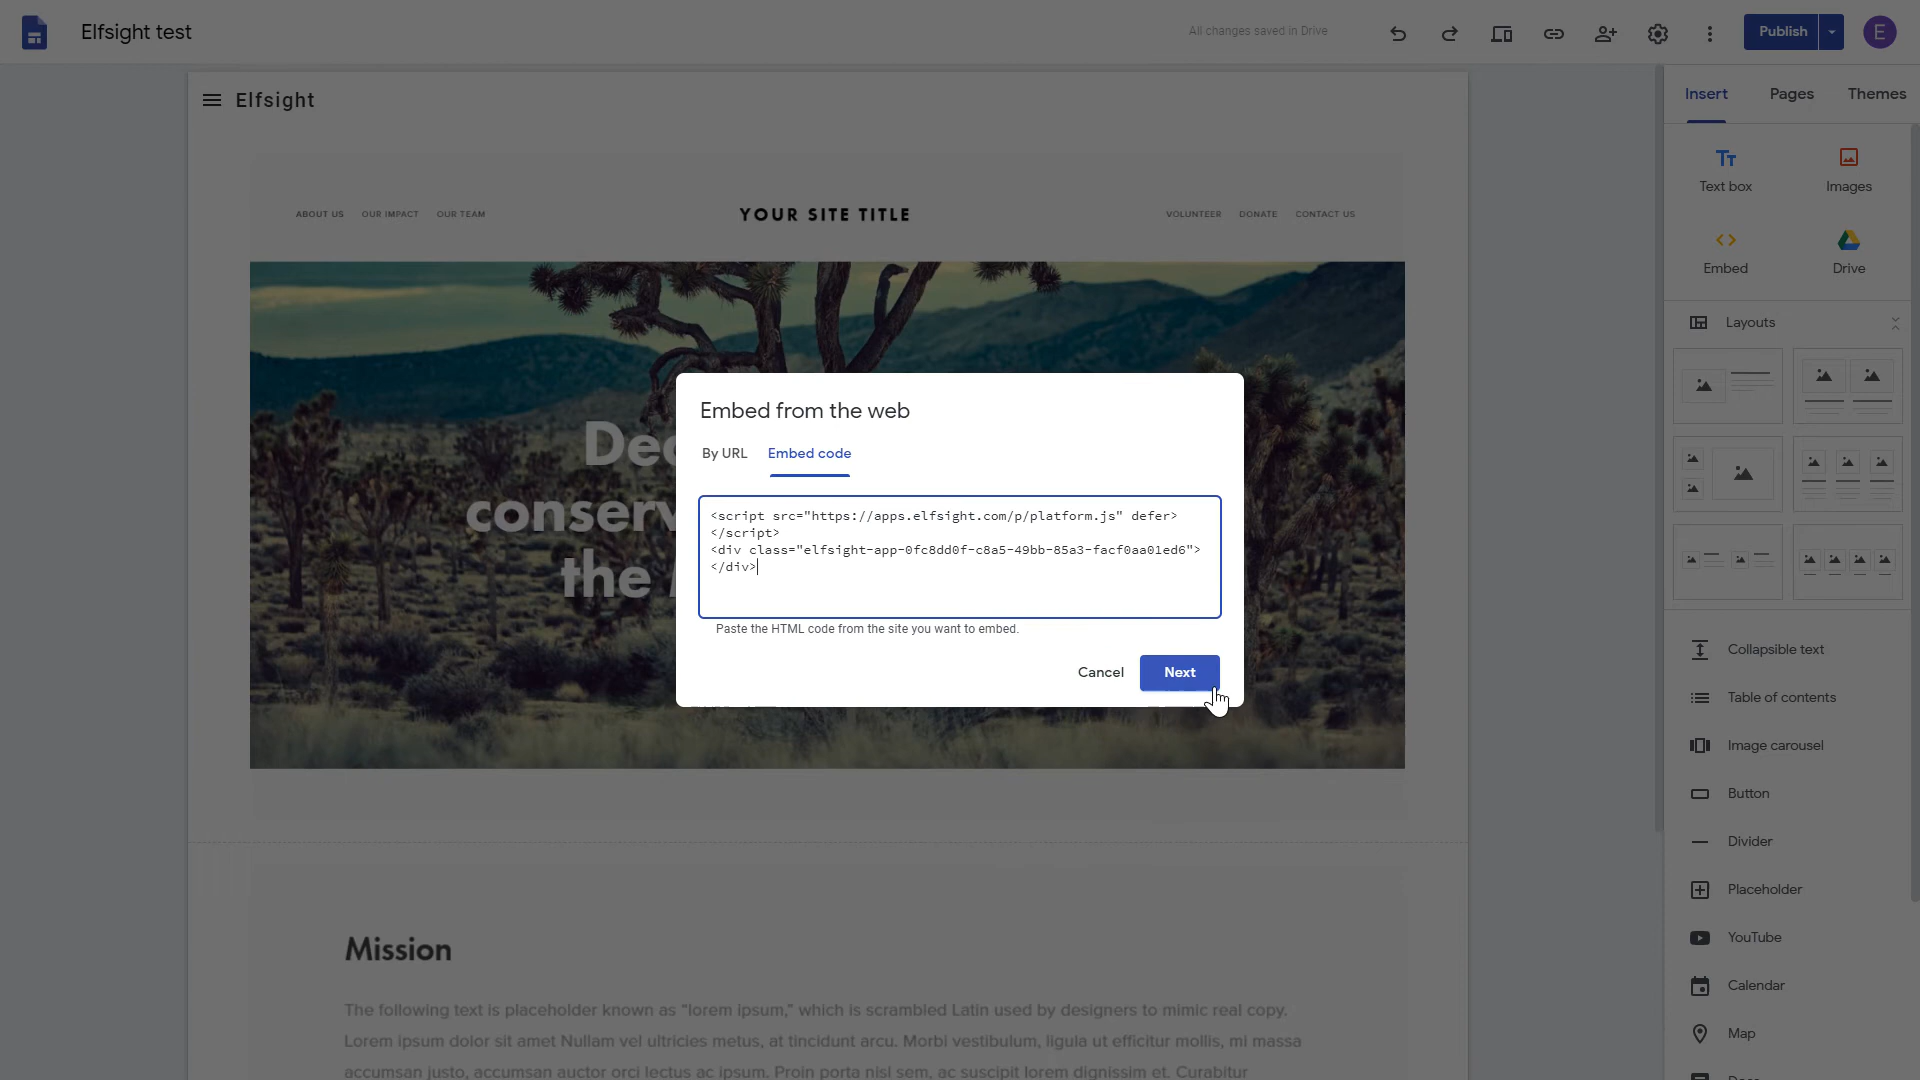 Elfsight test
All changes saved in Drive
Publish
E
Elfsight
Insert
Pages
Themes
Text box
Images
Embed
Drive
Layouts
ABOUT US
OUR IMPACT
OUR TEAM
YOUR SITE TITLE
VOLUNTEER
DONATE
CONTACT US
conserv
the
Embed from the web
By URL
Embed code
<script src="https://apps.elfsight.com/p/platform.js" defer>
</script>
<div class="elfsight-app-0fc8dd0f-c8a5-49bb-85a3-facf0aa01ed6">
</div>
Paste the HTML code from the site you want to embed.
Cancel
Next
Collapsible text
Table of contents
Image carousel
Button
Divider
Placeholder
YouTube
Calendar
Map
Mission
The following text is placeholder known as “lorem ipsum,” which is scrambled Latin used by designers to mimic real copy.
Lorem ipsum dolor sit amet Nullam vel ultricies metus, at tincidunt arcu. Morbi vestibulum, ligula ut efficitur mollis, mi massa
accumsan justo, accumsan auctor orci lectus ac ipsum. Proin porta nisl sem, ac suscipit lorem dignissim et. Curabitur